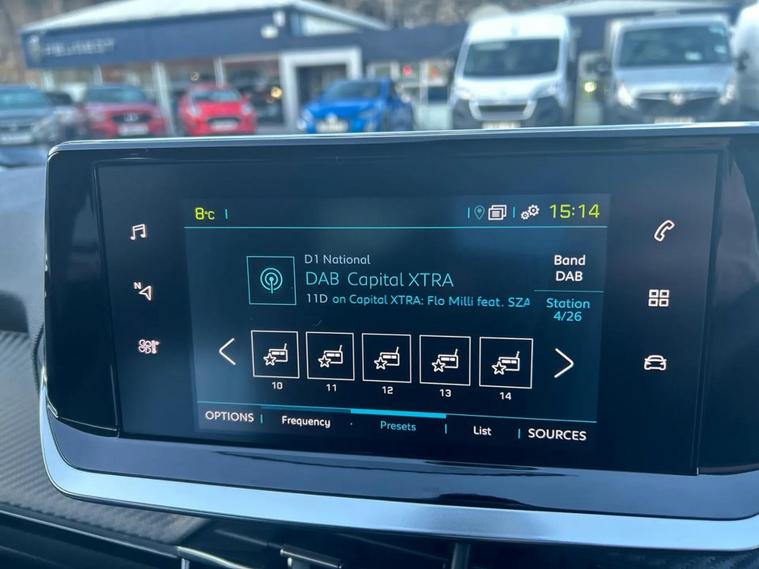 PEUGEOT
8°C
15:14
D1 National
DAB Capital XTRA
11D on Capital XTRA: Flo Milli feat. SZA
Band
DAB
Station
4/26
N
10 11 12 13 14
OPTIONS Frequency Presets List SOURCES